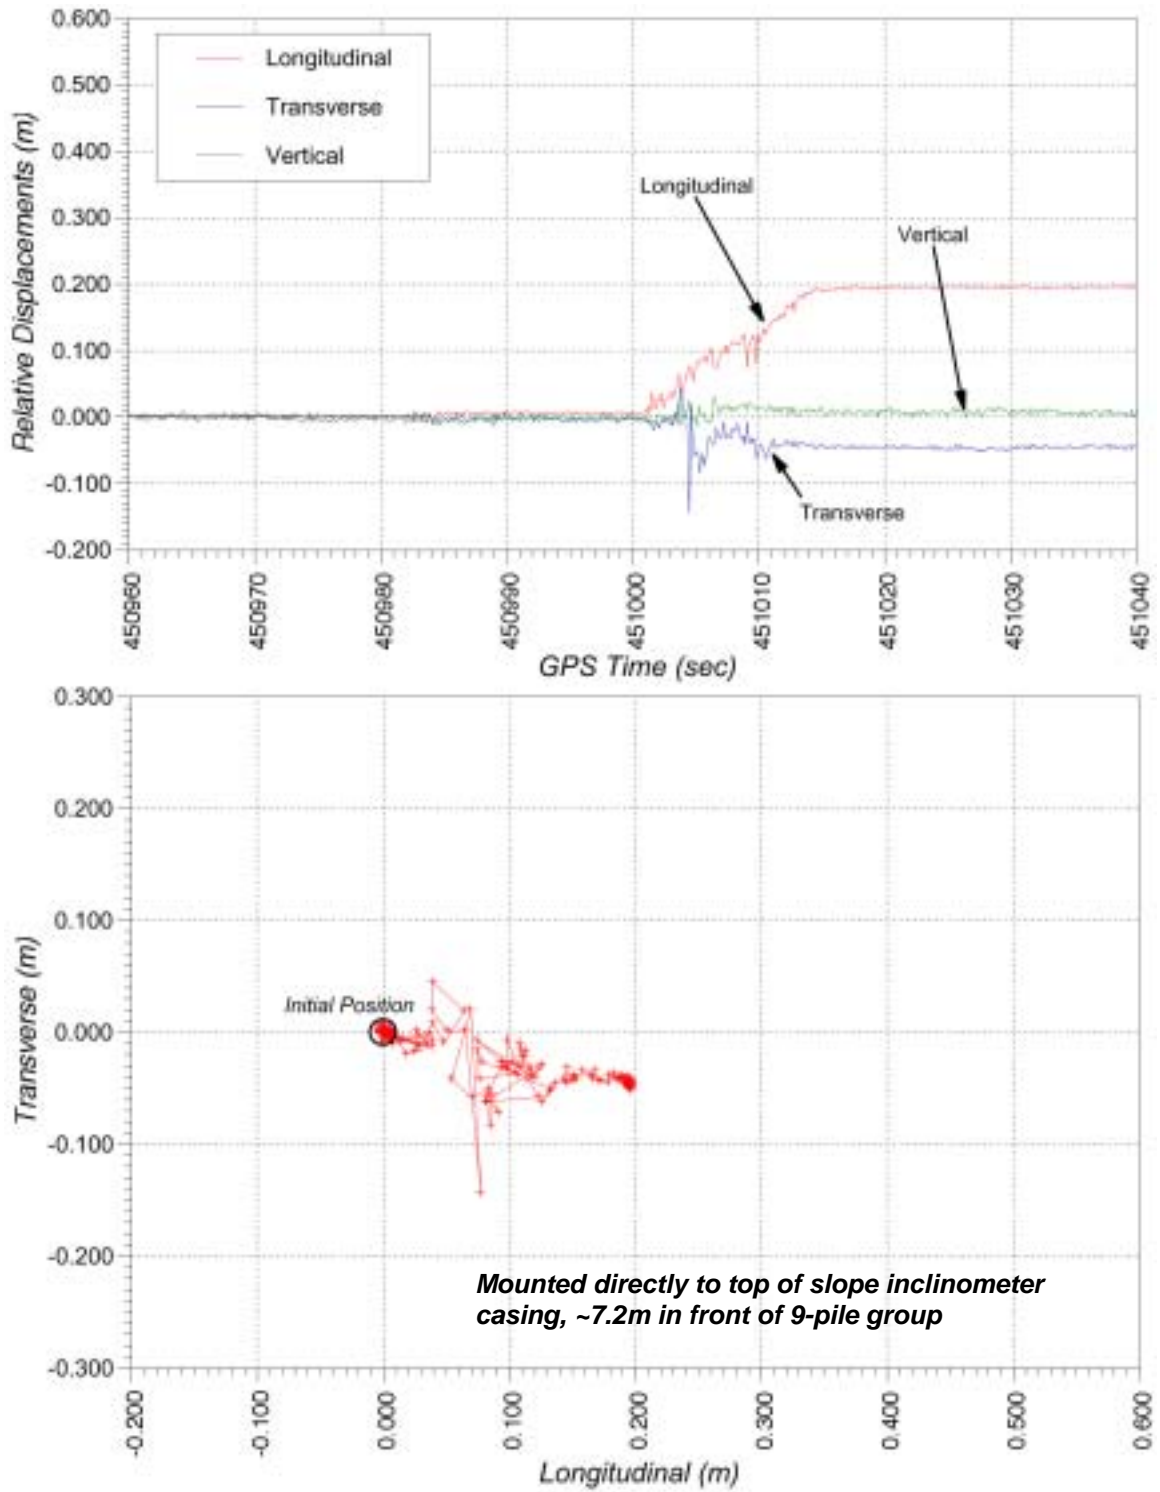 0.600
0.500
0.400
0.300
0.200
0.100
0.000
-0.100
-0.200
Relative Displacements (m)
Longitudinal
Transverse
Vertical
Longitudinal
Vertical
Transverse
450960
450970
450980
450990
451000
451010
451020
451030
451040
GPS Time (sec)
0.300
0.200
0.100
0.000
-0.100
-0.200
-0.300
Transverse (m)
Initial Position
Mounted directly to top of slope inclinometer
casing, ~7.2m in front of 9-pile group
-0.200
-0.100
0.000
0.100
0.200
0.300
0.400
0.500
0.600
Longitudinal (m)